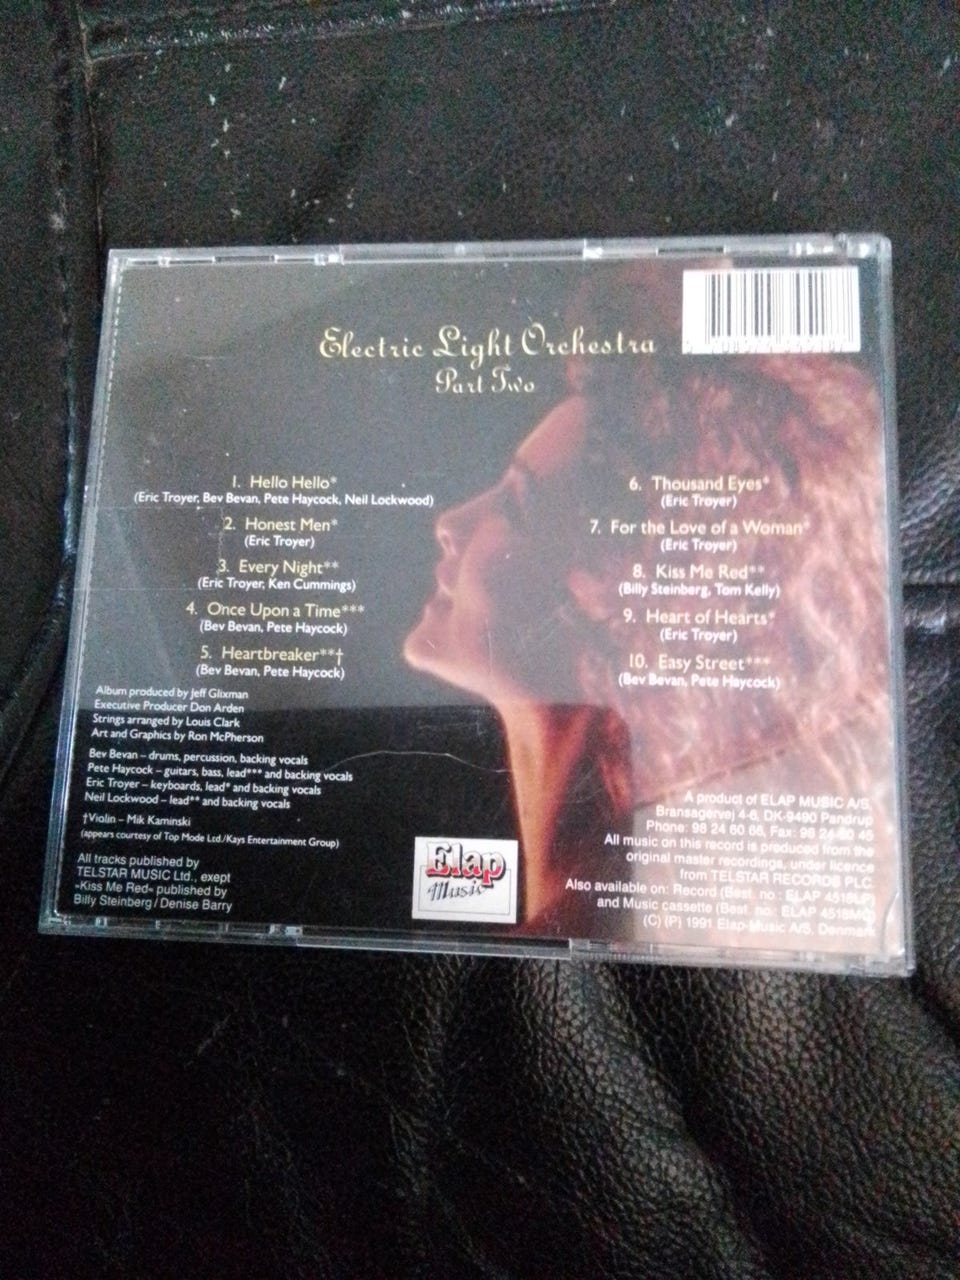 Electric Light Orchestra
Part Two
1. Hello Hello*
(Eric Troyer, Bev Bevan, Pete Haycock, Neil Lockwood)
2. Honest Men*
(Eric Troyer)
3. Every Night**
(Eric Troyer, Ken Cummings)
4. Once Upon a Time***
(Bev Bevan, Pete Haycock)
5. Heartbreaker**†
(Bev Bevan, Pete Haycock)
6. Thousand Eyes*
(Eric Troyer)
7. For the Love of a Woman*
(Eric Troyer)
8. Kiss Me Red**
(Billy Steinberg, Tom Kelly)
9. Heart of Hearts*
(Eric Troyer)
10. Easy Street***
(Bev Bevan, Pete Haycock)
Album produced by Jeff Glixman
Executive Producer Don Arden
Strings arranged by Louis Clark
Art and Graphics by Ron McPherson
Bev Bevan – drums, percussion, backing vocals
Pete Haycock – guitars, bass, lead*** and backing vocals
Eric Troyer – keyboards, lead* and backing vocals
Neil Lockwood – lead** and backing vocals
†Violin – Mik Kaminski
(appears courtesy of Top Mode Ltd./Kays Entertainment Group)
All tracks published by
TELSTAR MUSIC Ltd., exept
»Kiss Me Red« published by
Billy Steinberg / Denise Barry
Elap
Music
A product of ELAP MUSIC A/S,
Bransagervej 4-6, DK-9490 Pandrup
Phone: 98 24 60 66, Fax: 98 24 60 45
All music on this record is produced from the
original master recordings, under licence
from TELSTAR RECORDS PLC.
Also available on: Record (Best. no.: ELAP 4518LP)
and Music cassette (Best. no.: ELAP 4518MC)
(C) (P) 1991 Elap-Music A/S, Denmark